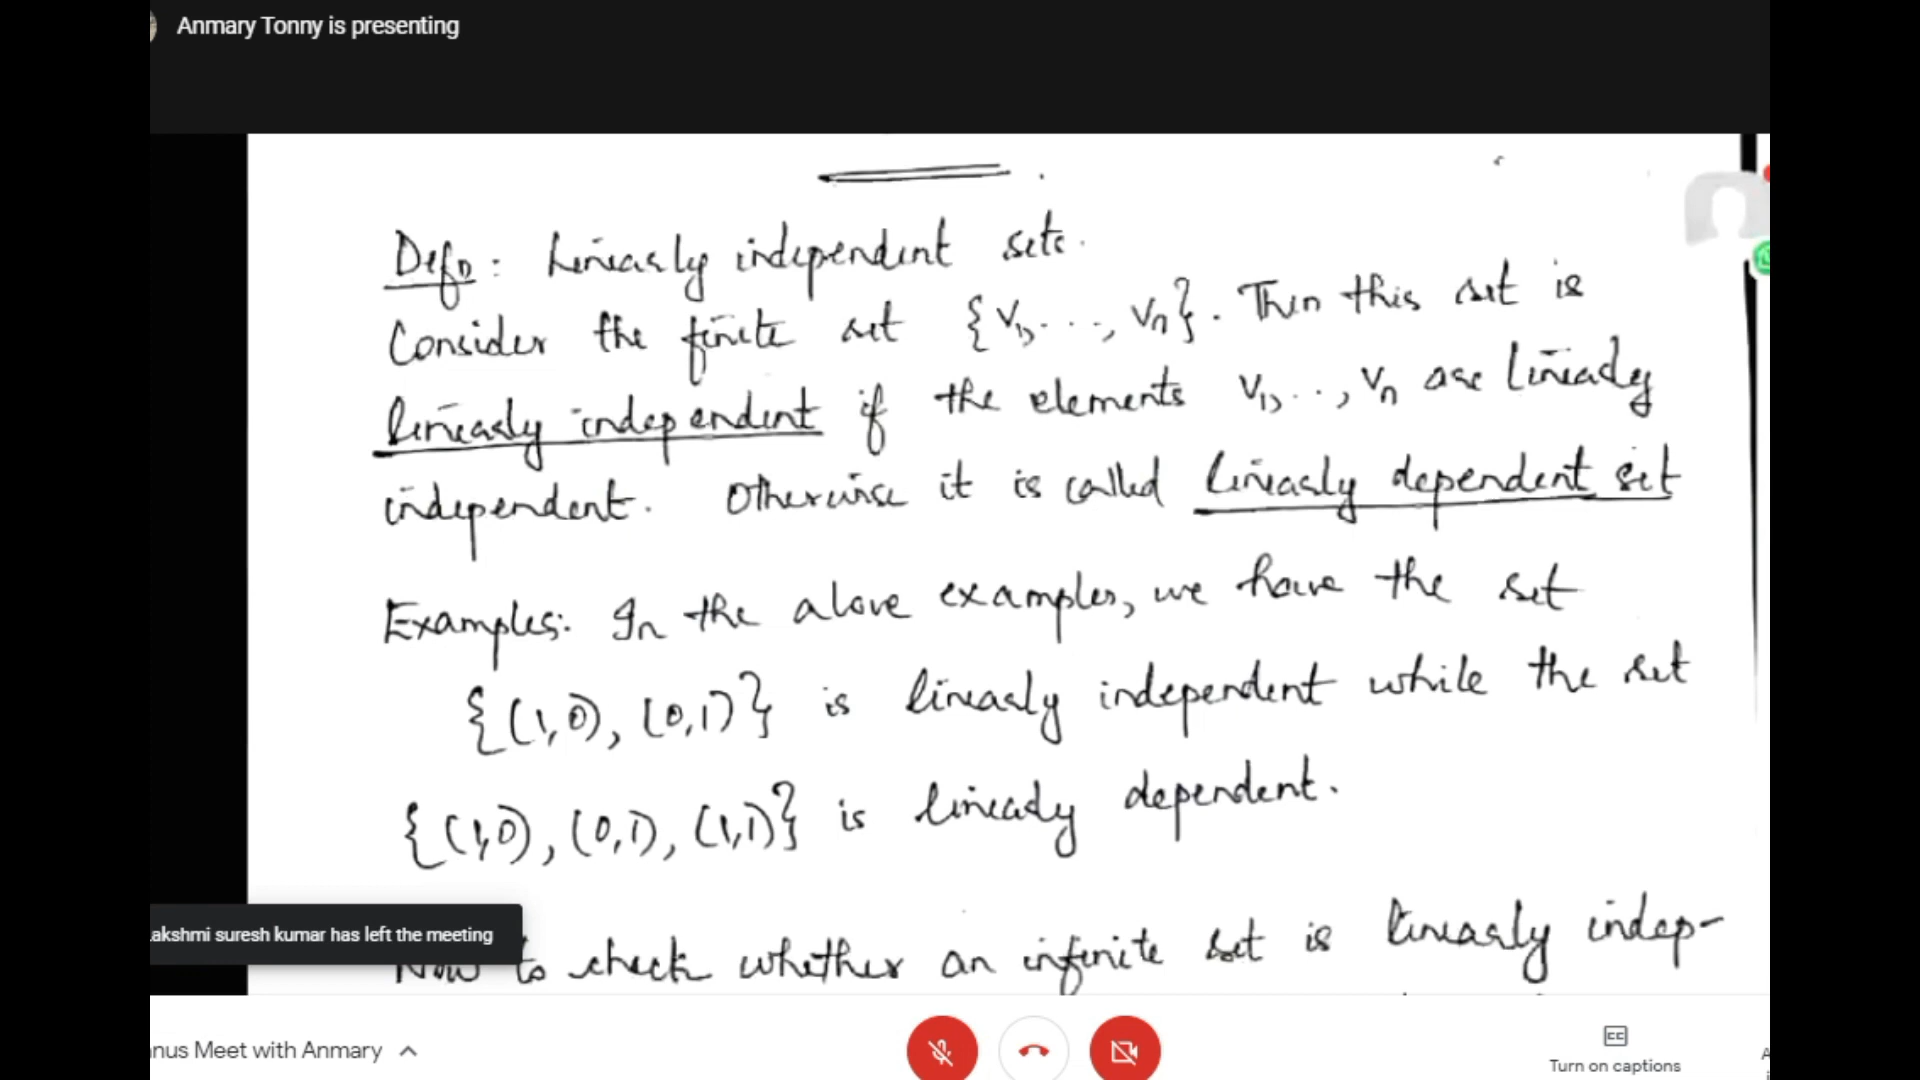 Anmary Tonny is presenting
Defn: Linearly independent sets.
Consider the finite set {v₁, ..., vₙ}. Then this set is
linearly independent if the elements v₁, .., vₙ are linearly
independent. Otherwise it is called linearly dependent set
Examples: In the above examples, we have the set
{(1,0), (0,1)} is linearly independent while the set
{(1,0), (0,1), (1,1)} is linearly dependent.
akshmi suresh kumar has left the meeting
Now to check whether an infinite set is linearly indep-
nus Meet with Anmary
Turn on captions